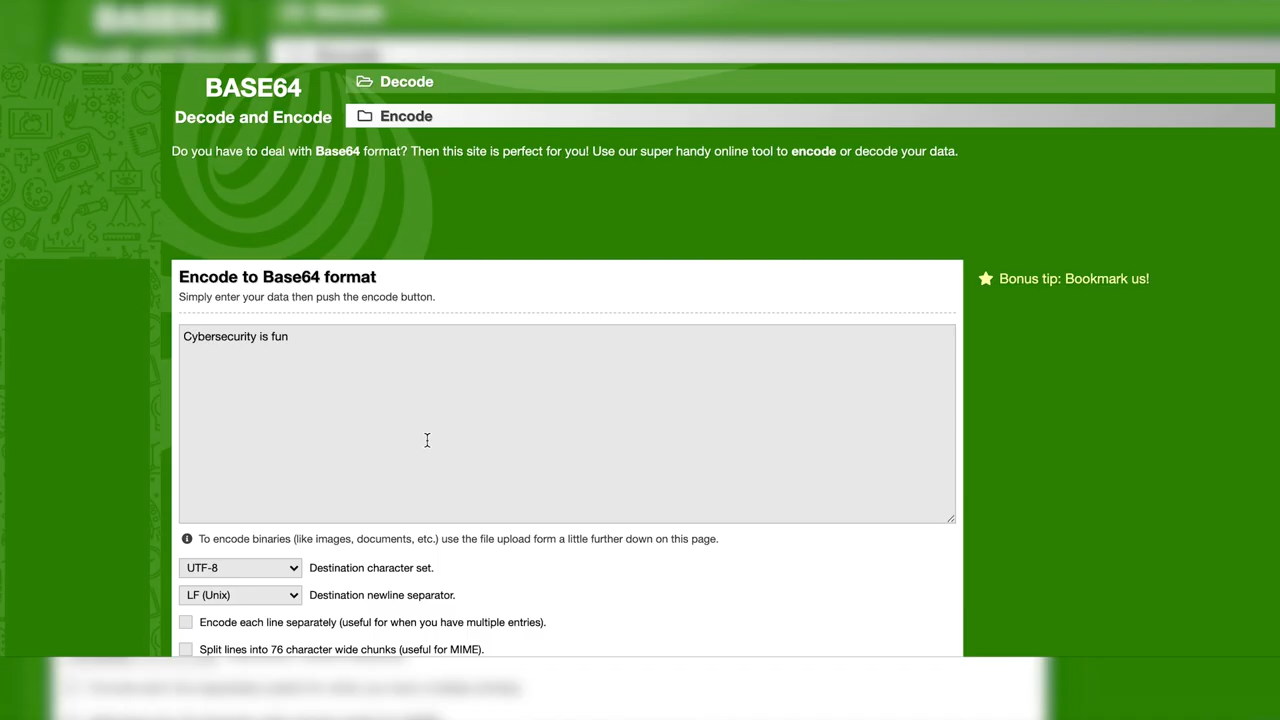 BASE64
Decode and Encode
Decode
Encode
Do you have to deal with Base64 format? Then this site is perfect for you! Use our super handy online tool to encode or decode your data.
Encode to Base64 format
Simply enter your data then push the encode button.
Bonus tip: Bookmark us!
Cybersecurity is fun
To encode binaries (like images, documents, etc.) use the file upload form a little further down on this page.
UTF-8 Destination character set.
LF (Unix) Destination newline separator.
Encode each line separately (useful for when you have multiple entries).
Split lines into 76 character wide chunks (useful for MIME).